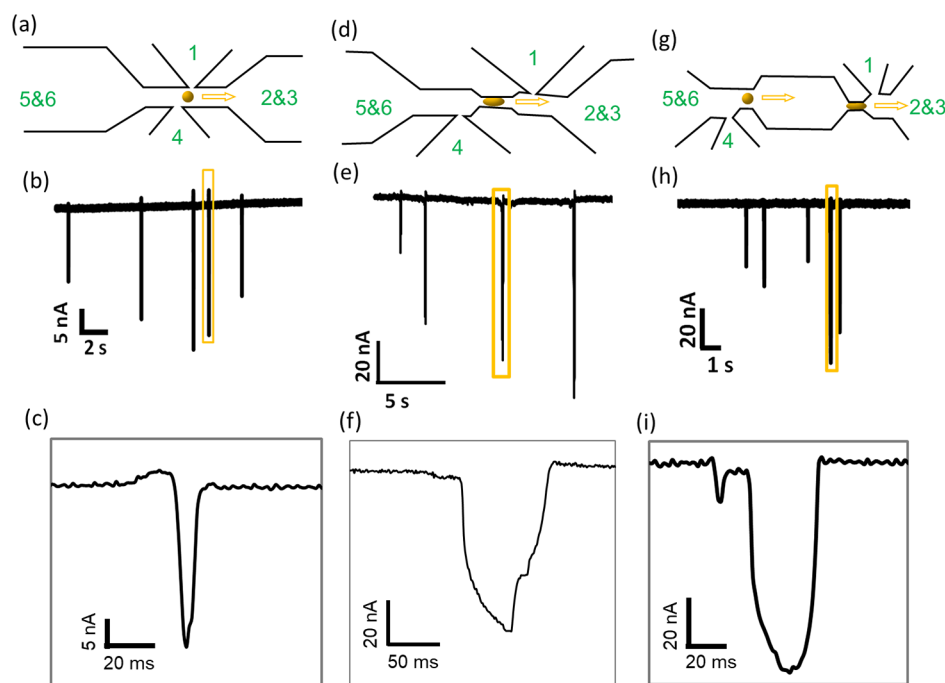 (a)
1
5&6
2&3
4
(b)
5 nA
2 s
(c)
5 nA
20 ms
(d)
1
5&6
2&3
4
(e)
20 nA
5 s
(f)
20 nA
50 ms
(g)
1
5&6
2&3
4
(h)
20 nA
1 s
(i)
20 nA
20 ms